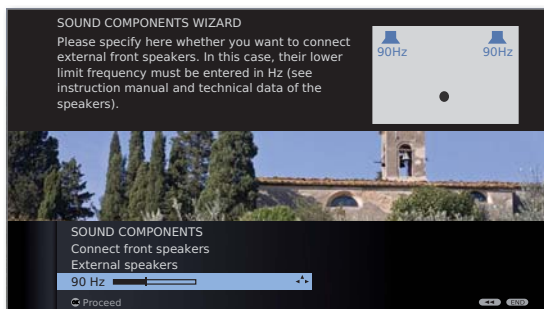 SOUND COMPONENTS WIZARD
Please specify here whether you want to connect
external front speakers. In this case, their lower
limit frequency must be entered in Hz (see
instruction manual and technical data of the
speakers).
90Hz 90Hz
SOUND COMPONENTS
Connect front speakers
External speakers
90 Hz
OK Proceed
END